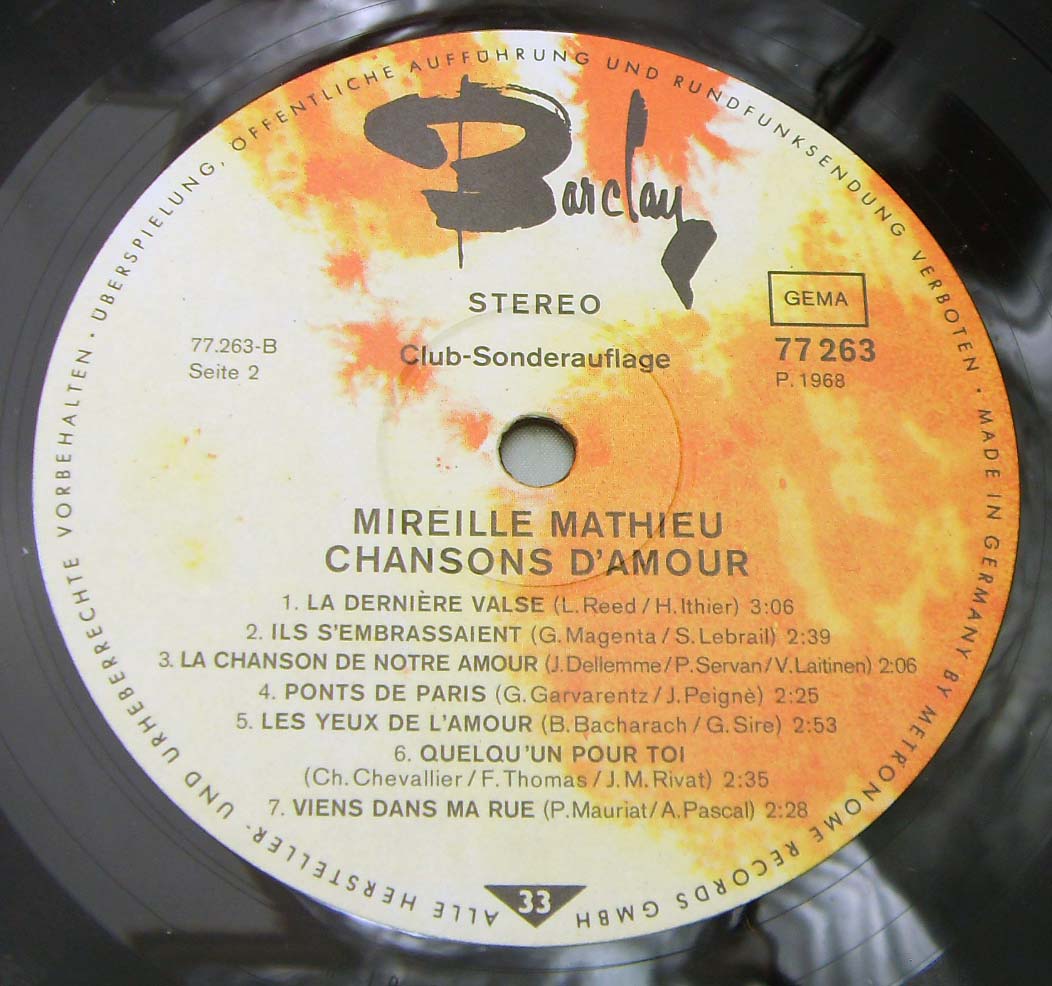 ALLE HERSTELLER- UND URHEBERRECHTE VORBEHALTEN · ÜBERSPIELUNG, ÖFFENTLICHE AUFFÜHRUNG UND RUNDFUNKSENDUNG VERBOTEN · MADE IN GERMANY BY METRONOME RECORDS GMBH
Barclay
STEREO
GEMA
77.263-B
Seite 2
Club-Sonderauflage
77 263
P. 1968
MIREILLE MATHIEU
CHANSONS D'AMOUR
1. LA DERNIÈRE VALSE (L. Reed / H. Ithier) 3:06
2. ILS S'EMBRASSAIENT (G. Magenta / S. Lebrail) 2:39
3. LA CHANSON DE NOTRE AMOUR (J. Dellemme / P. Servan / V. Laitinen) 2:06
4. PONTS DE PARIS (G. Garvarentz / J. Peignè) 2:25
5. LES YEUX DE L'AMOUR (B. Bacharach / G. Sire) 2:53
6. QUELQU'UN POUR TOI
(Ch. Chevallier / F. Thomas / J. M. Rivat) 2:35
7. VIENS DANS MA RUE (P. Mauriat / A. Pascal) 2:28
33